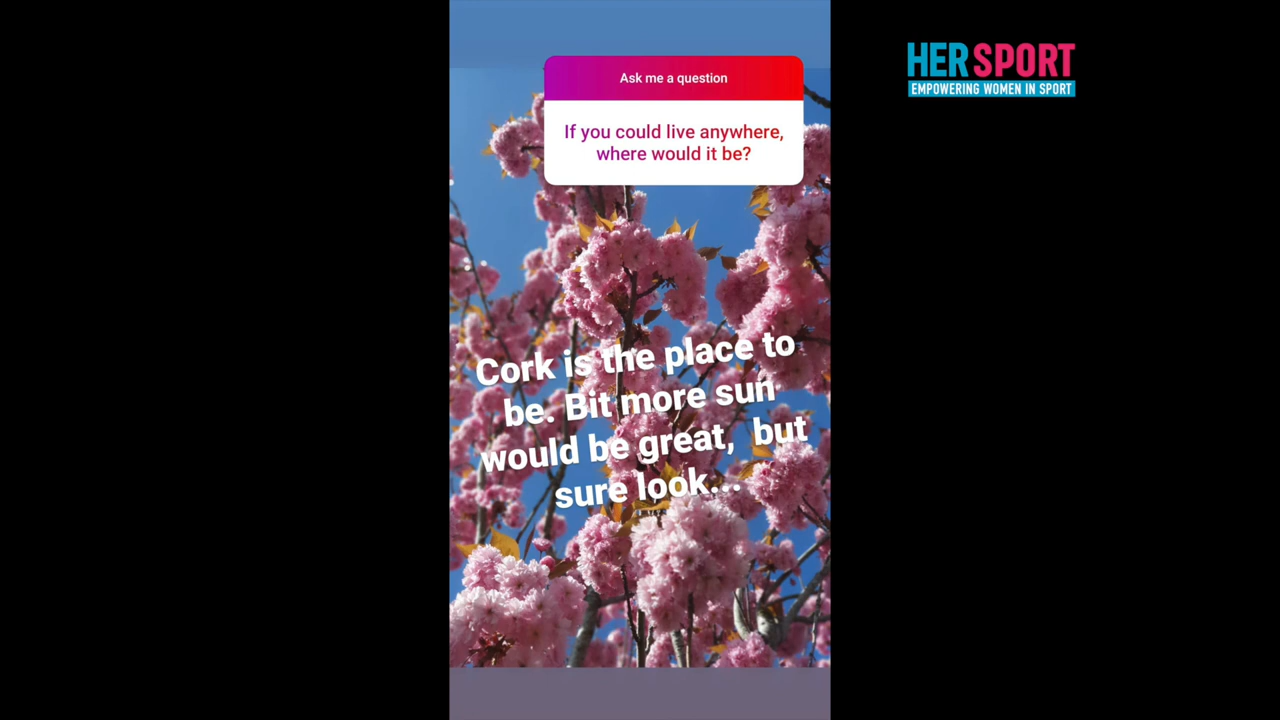 HER SPORT
EMPOWERING WOMEN IN SPORT
Ask me a question
If you could live anywhere,
where would it be?
Cork is the place to
be. Bit more sun
would be great, but
sure look...